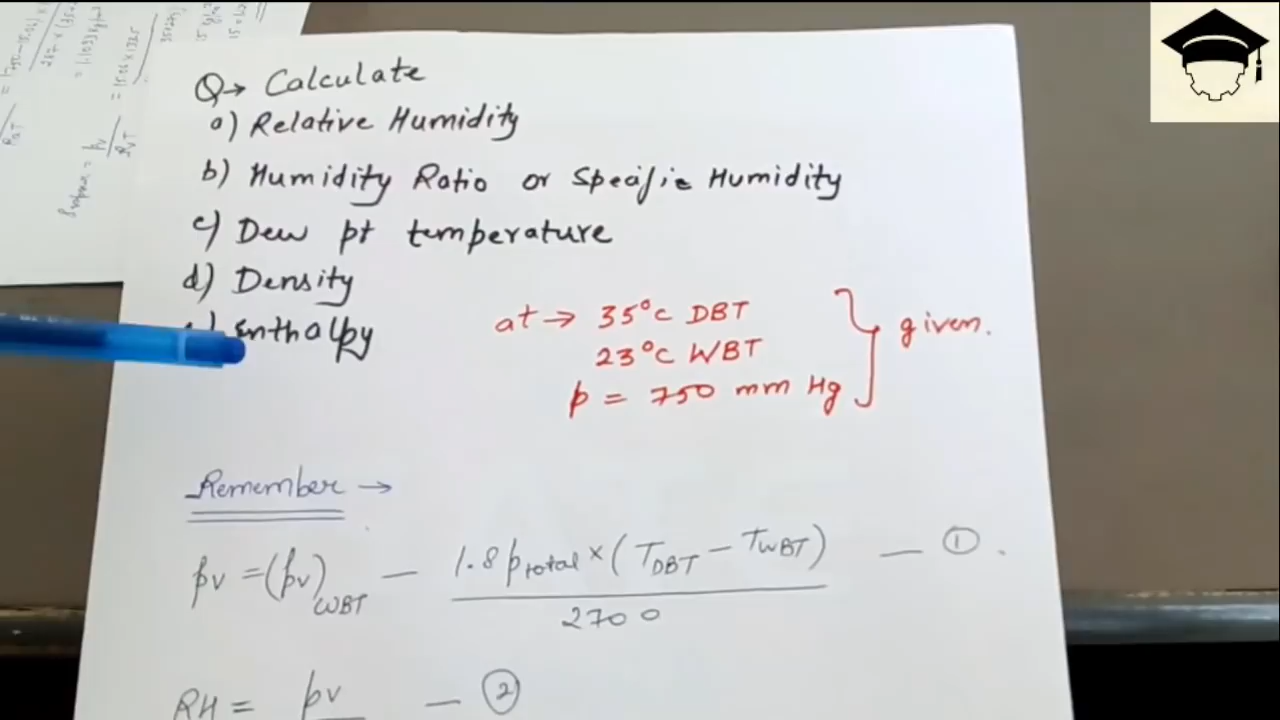 Q→ Calculate
a) Relative Humidity
b) Humidity Ratio or Specific Humidity
c) Dew pt temperature
d) Density
Enthalpy
at → 35°C DBT
23°C WBT
p = 750 mm Hg
given.
Remember →
pv = (pv)WBT — 1.8 ptotal × (TDBT — TWBT) / 2700 — ①.
RH = pv — ②